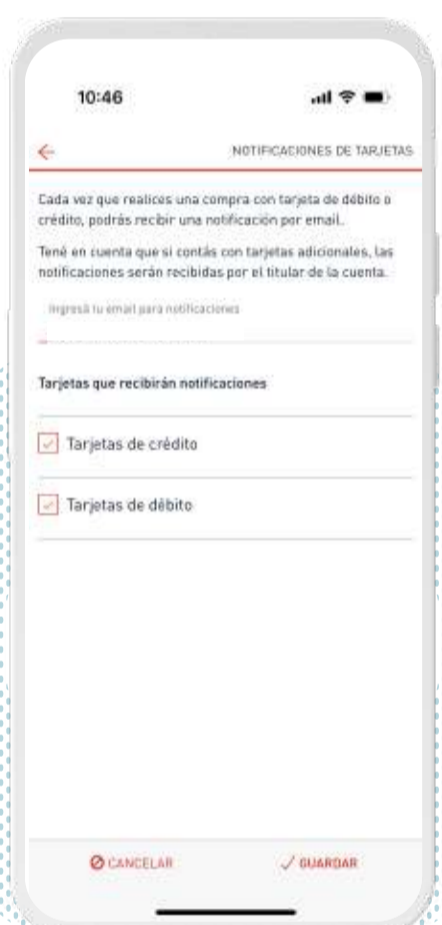 10:46
NOTIFICACIONES DE TARJETAS
Cada vez que realices una compra con tarjeta de débito o
crédito, podrás recibir una notificación por email.
Tené en cuenta que si contás con tarjetas adicionales, las
notificaciones serán recibidas por el titular de la cuenta.
Ingresá tu email para notificaciones
Tarjetas que recibirán notificaciones
Tarjetas de crédito
Tarjetas de débito
CANCELAR
GUARDAR